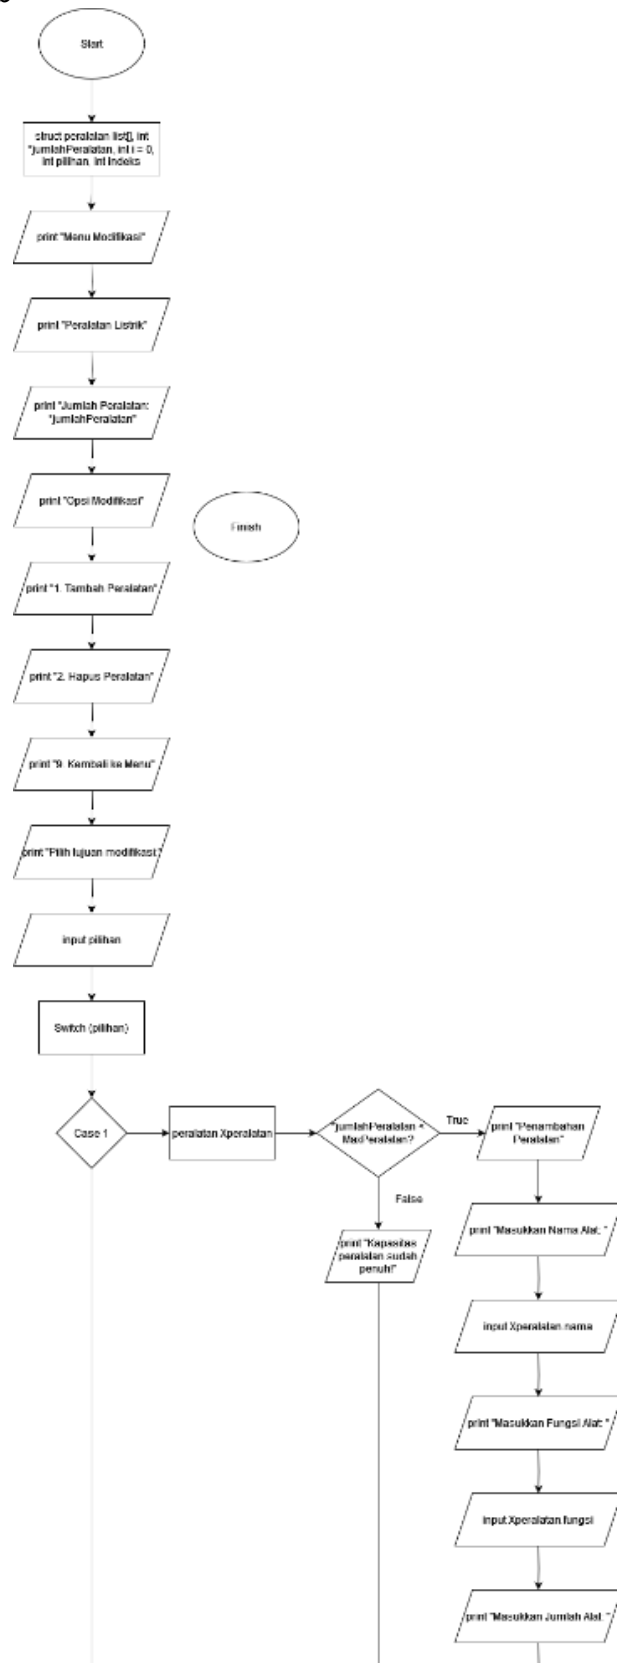 Start
struct peralatan list[], int
*jumlahPeralatan, int i = 0,
int pilihan, int indeks
print "Menu Modifikasi"
print "Peralatan Listrik"
print "Jumlah Peralatan:
*jumlahPeralatan"
print "Opsi Modifikasi"
Finish
print "1. Tambah Peralatan"
print "2. Hapus Peralatan"
print "9. Kembali ke Menu"
print "Pilih tujuan modifikasi:"
input pilihan
Switch (pilihan)
Case 1
peralatan Xperalatan
*jumlahPeralatan <
MaxPeralatan?
True
print "Penambahan
Peralatan"
False
print "Kapasitas
peralatan sudah
penuh!"
print "Masukkan Nama Alat: "
input Xperalatan.nama
print "Masukkan Fungsi Alat: "
input Xperalatan.fungsi
print "Masukkan Jumlah Alat: "